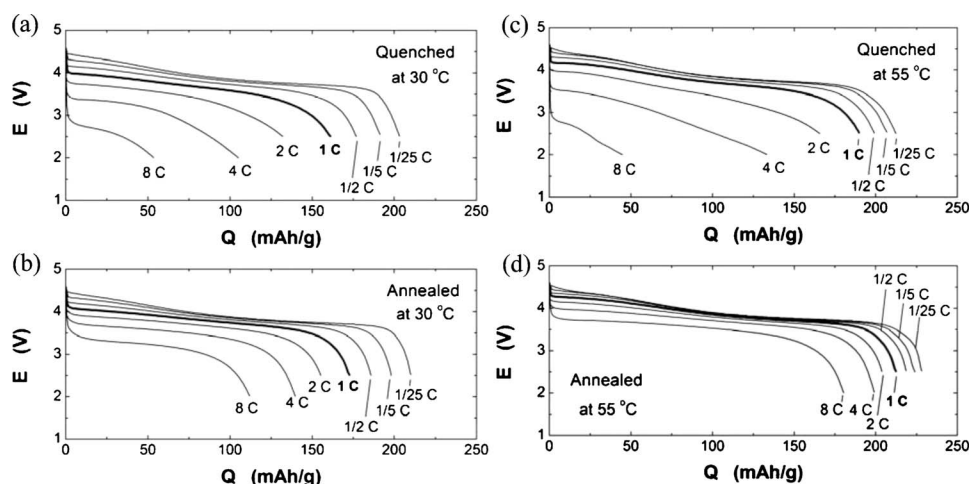 (a)
5
4
3
2
1
E (V)
Quenched
at 30 °C
8 C
4 C
2 C
1 C
1/2 C
1/5 C
1/25 C
0
50
100
150
200
250
Q (mAh/g)
(c)
5
4
3
2
1
E (V)
Quenched
at 55 °C
8 C
4 C
2 C
1 C
1/2 C
1/5 C
1/25 C
0
50
100
150
200
250
Q (mAh/g)
(b)
5
4
3
2
1
E (V)
Annealed
at 30 °C
8 C
4 C
2 C
1 C
1/2 C
1/5 C
1/25 C
0
50
100
150
200
250
Q (mAh/g)
(d)
5
4
3
2
1
E (V)
1/2 C
1/5 C
1/25 C
Annealed
at 55 °C
8 C
4 C
2 C
1 C
0
50
100
150
200
250
Q (mAh/g)